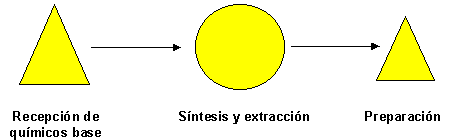 Recepción de
químicos base
Síntesis y extracción
Preparación